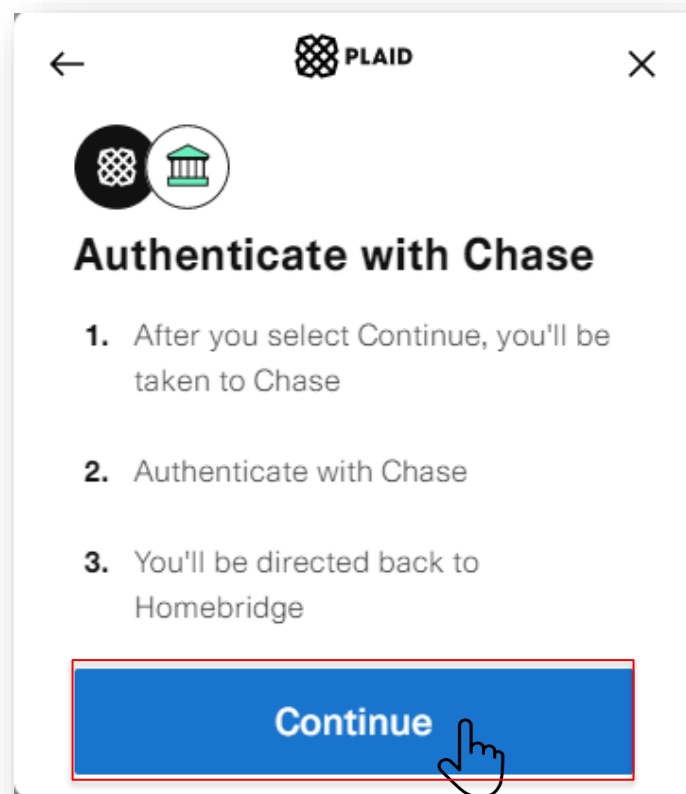 PLAID
Authenticate with Chase
1. After you select Continue, you'll be
taken to Chase
2. Authenticate with Chase
3. You'll be directed back to
Homebridge
Continue